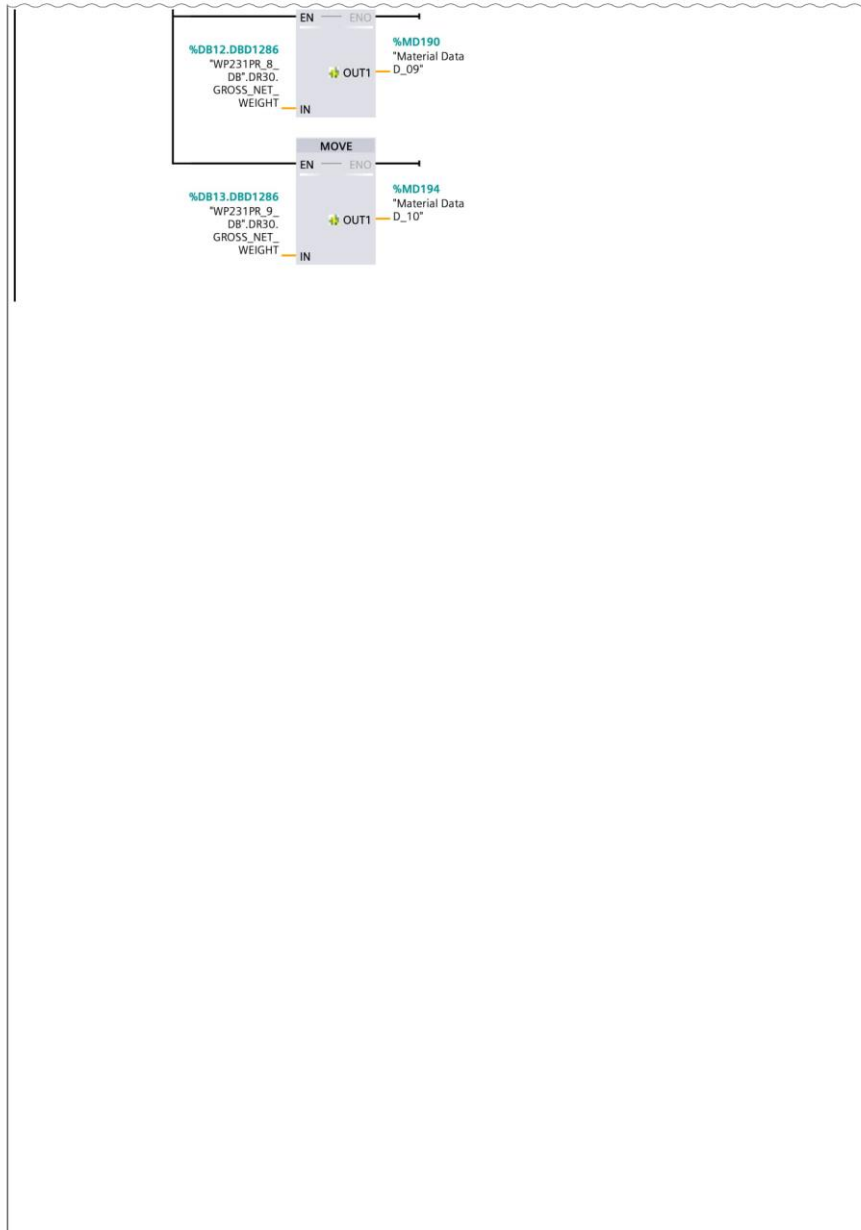 EN
ENO
%DB12.DBD1286
"WP231PR_8_
DB".DR30.
GROSS_NET_
WEIGHT
IN
OUT1
%MD190
"Material Data
D_09"
MOVE
EN
ENO
%DB13.DBD1286
"WP231PR_9_
DB".DR30.
GROSS_NET_
WEIGHT
IN
OUT1
%MD194
"Material Data
D_10"